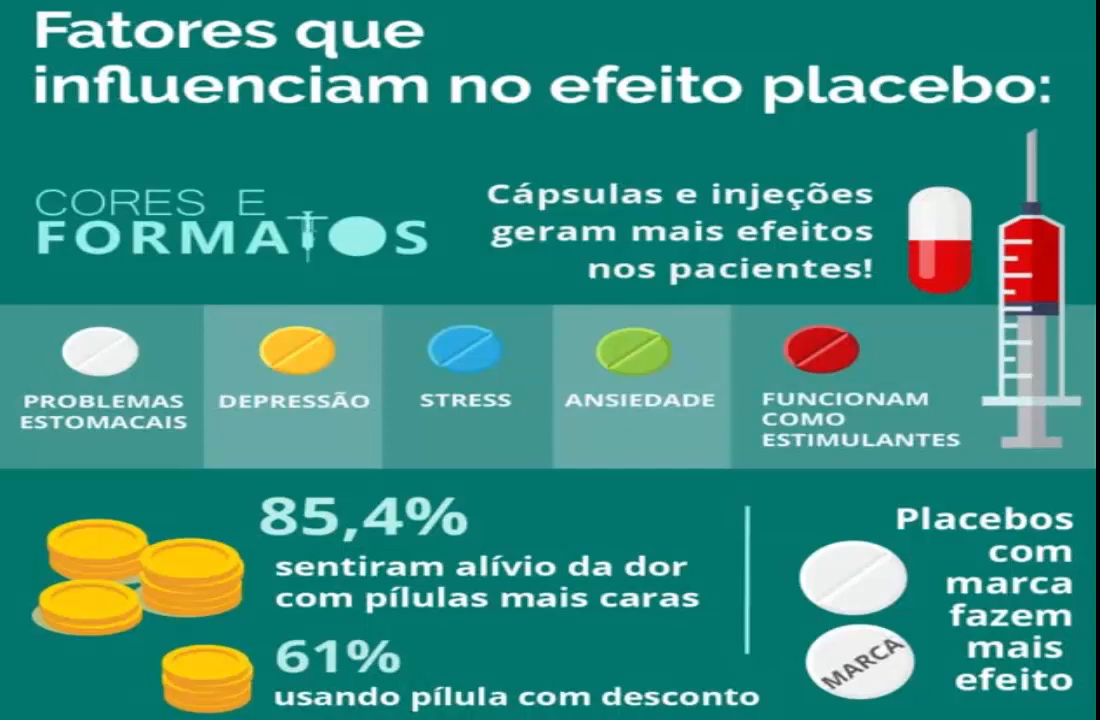 Fatores que
influenciam no efeito placebo:
CORES E
FORMATOS
Cápsulas e injeções
geram mais efeitos
nos pacientes!
PROBLEMAS
ESTOMACAIS
DEPRESSÃO
STRESS
ANSIEDADE
FUNCIONAM
COMO
ESTIMULANTES
85,4%
sentiram alívio da dor
com pílulas mais caras
61%
usando pílula com desconto
Placebos
com
marca
fazem
mais
efeito
MARCA